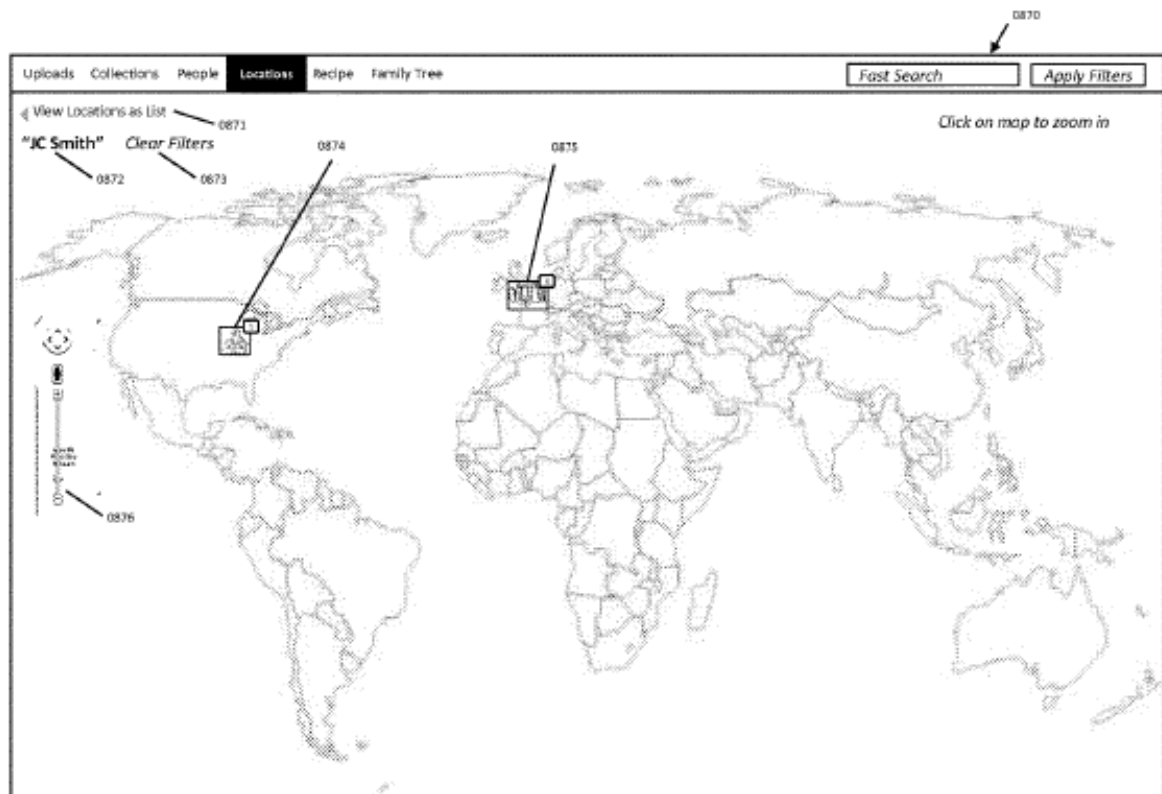 0870
Uploads Collections People Locations Recipe Family Tree Fast Search Apply Filters
View Locations as List
Click on map to zoom in
0871
"JC Smith" Clear Filters
0874
0875
0872
0873
0876